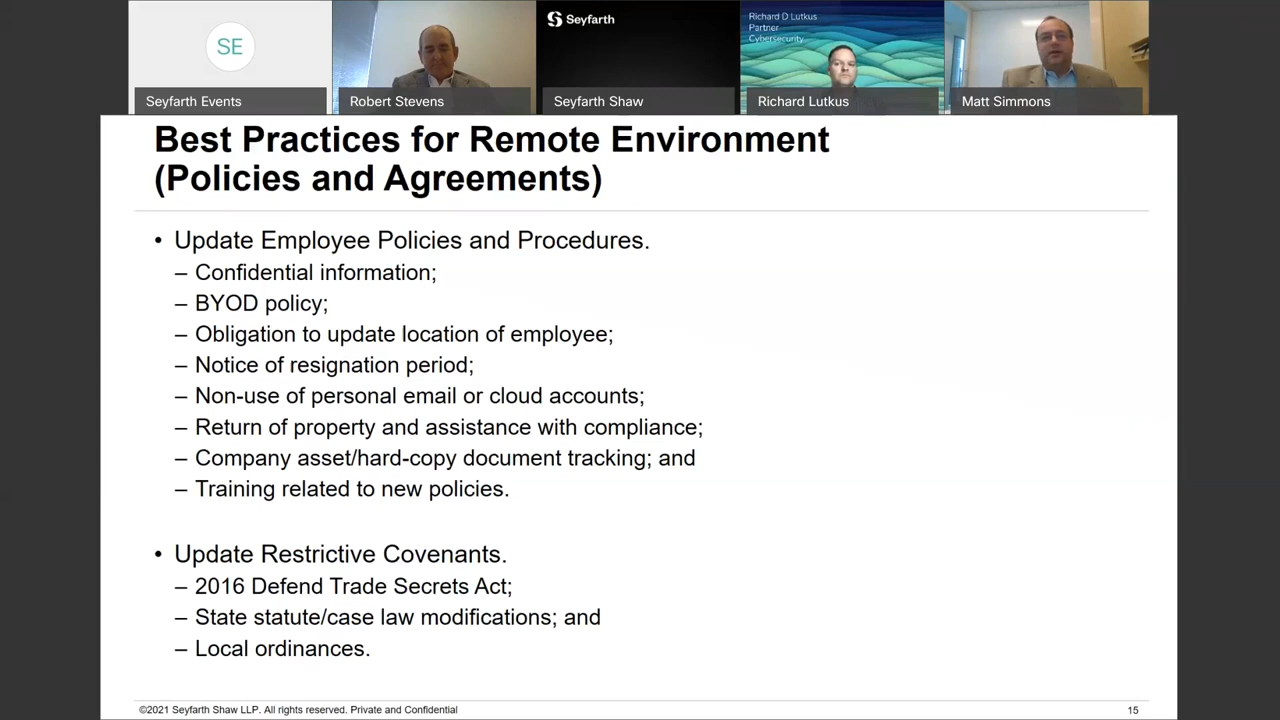 SE
Seyfarth
Richard D Lutkus
Partner
Cybersecurity
Seyfarth Events
Robert Stevens
Seyfarth Shaw
Richard Lutkus
Matt Simmons
Best Practices for Remote Environment
(Policies and Agreements)
• Update Employee Policies and Procedures.
– Confidential information;
– BYOD policy;
– Obligation to update location of employee;
– Notice of resignation period;
– Non-use of personal email or cloud accounts;
– Return of property and assistance with compliance;
– Company asset/hard-copy document tracking; and
– Training related to new policies.
• Update Restrictive Covenants.
– 2016 Defend Trade Secrets Act;
– State statute/case law modifications; and
– Local ordinances.
©2021 Seyfarth Shaw LLP. All rights reserved. Private and Confidential
15